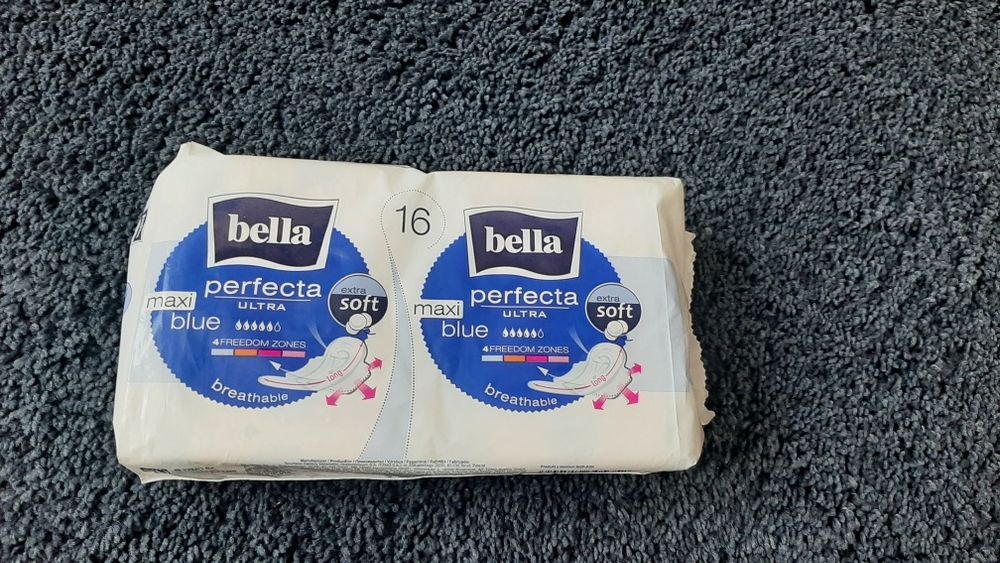 bella
perfecta
ULTRA
maxi
blue
extra
soft
4 FREEDOM ZONES
long
breathable
16
bella
perfecta
ULTRA
maxi
blue
extra
soft
4 FREEDOM ZONES
long
breathable